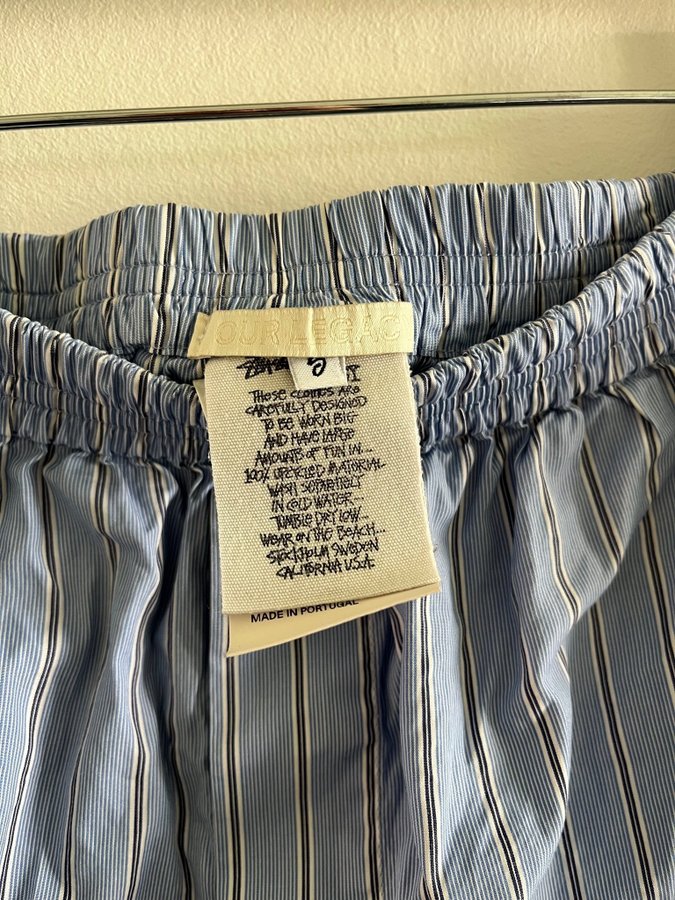 OUR LEGAC
S
THESE CLOTHES ARE
CAREFULLY DESIGNED
TO BE WORN BIG
AND HAVE LARGE
AMOUNTS OF FUN IN...
100% UPCYCLED MATERIAL
WASH SEPARATELY
IN COLD WATER...
TUMBLE DRY LOW...
WEAR ON THE BEACH...
STOCKHOLM SWEDEN
CALIFORNIA U.S.A.
MADE IN PORTUGAL